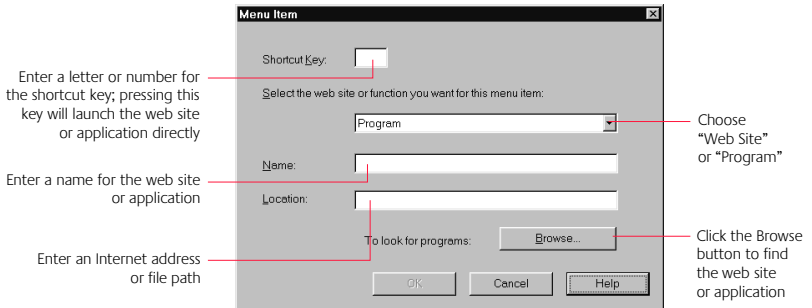 Menu Item
Shortcut Key:
Enter a letter or number for
the shortcut key; pressing this
key will launch the web site
or application directly
Select the web site or function you want for this menu item:
Program
Choose
“Web Site”
or “Program”
Name:
Enter a name for the web site
or application
Location:
Enter an Internet address
or file path
To look for programs:
Browse...
Click the Browse
button to find
the web site
or application
OK
Cancel
Help